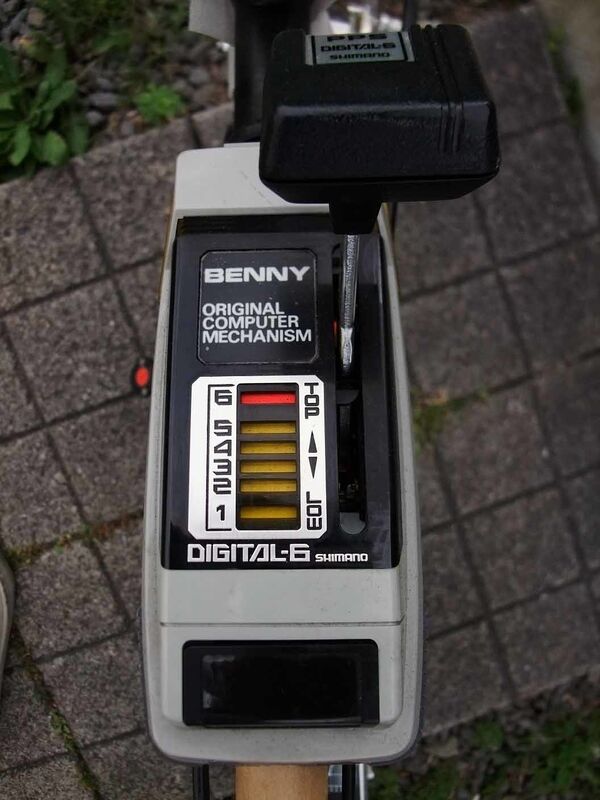 PPS
DIGITAL-6
SHIMANO
BENNY
ORIGINAL
COMPUTER
MECHANISM
6
5
4
3
2
1
TOP
LOW
DIGITAL-6 SHIMANO